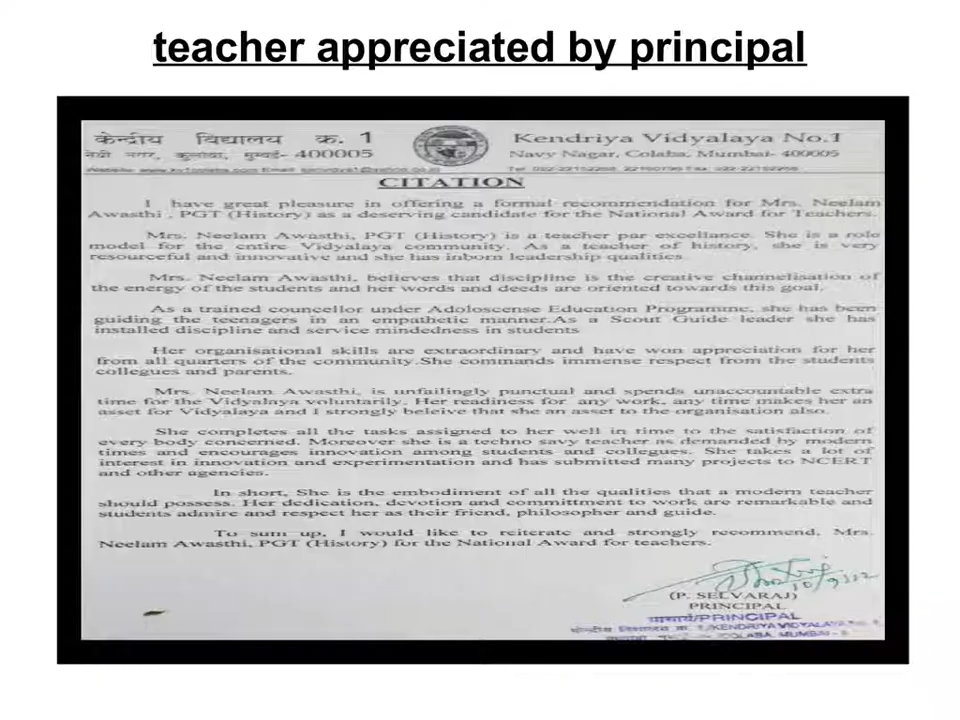 teacher appreciated by principal
केन्द्रीय विद्यालय क्र. 1
Kendriya Vidyalaya No.1
नेवी नगर, कुलाबा, मुम्बई- 400005
Navy Nagar, Colaba, Mumbai- 400005
CITATION
I have great pleasure in offering a formal recommendation for Mrs. Neelam
Awasthi , PGT (History) as a deserving candidate for the National Award for Teachers.
Mrs. Neelam Awasthi, PGT (History) is a teacher par excellance. She is a role
model for the entire Vidyalaya community. As a teacher of history, she is very
resourceful and innovative and she has inborn leadership qualities.
Mrs. Neelam Awasthi, believes that discipline is the creative channelisation of
the energy of the students and her words and deeds are oriented towards this goal.
As a trained councellor under Adoloscense Education Programme, she has been
guiding the teenagers in an empathetic manner.As a Scout Guide leader she has
installed discipline and service mindedness in students
Her organisational skills are extraordinary and have won appreciation for her
from all quarters of the community.She commands immense respect from the students
collegues and parents.
Mrs. Neelam Awasthi, is unfailingly punctual and spends unaccountable extra
time for the Vidyalaya voluntarily. Her readiness for any work, any time makes her an
asset for Vidyalaya and I strongly beleive that she an asset to the organisation also.
She completes all the tasks assigned to her well in time to the satisfaction of
every body concerned. Moreover she is a techno savy teacher as demanded by modern
times and encourages innovation among students and collegues. She takes a lot of
interest in innovation and experimentation and has submitted many projects to NCERT
and other agencies.
In short, She is the embodiment of all the qualities that a modern teacher
should possess. Her dedication, devotion and committment to work are remarkable and
students admire and respect her as their friend, philosopher and guide.
To sum up, I would like to reiterate and strongly recommend, Mrs.
Neelam Awasthi, PGT (History) for the National Award for teachers.
(P. SELVARAJ)
PRINCIPAL
प्राचार्य/PRINCIPAL
KENDRIYA VIDYALAYA
COLABA, MUMBAI